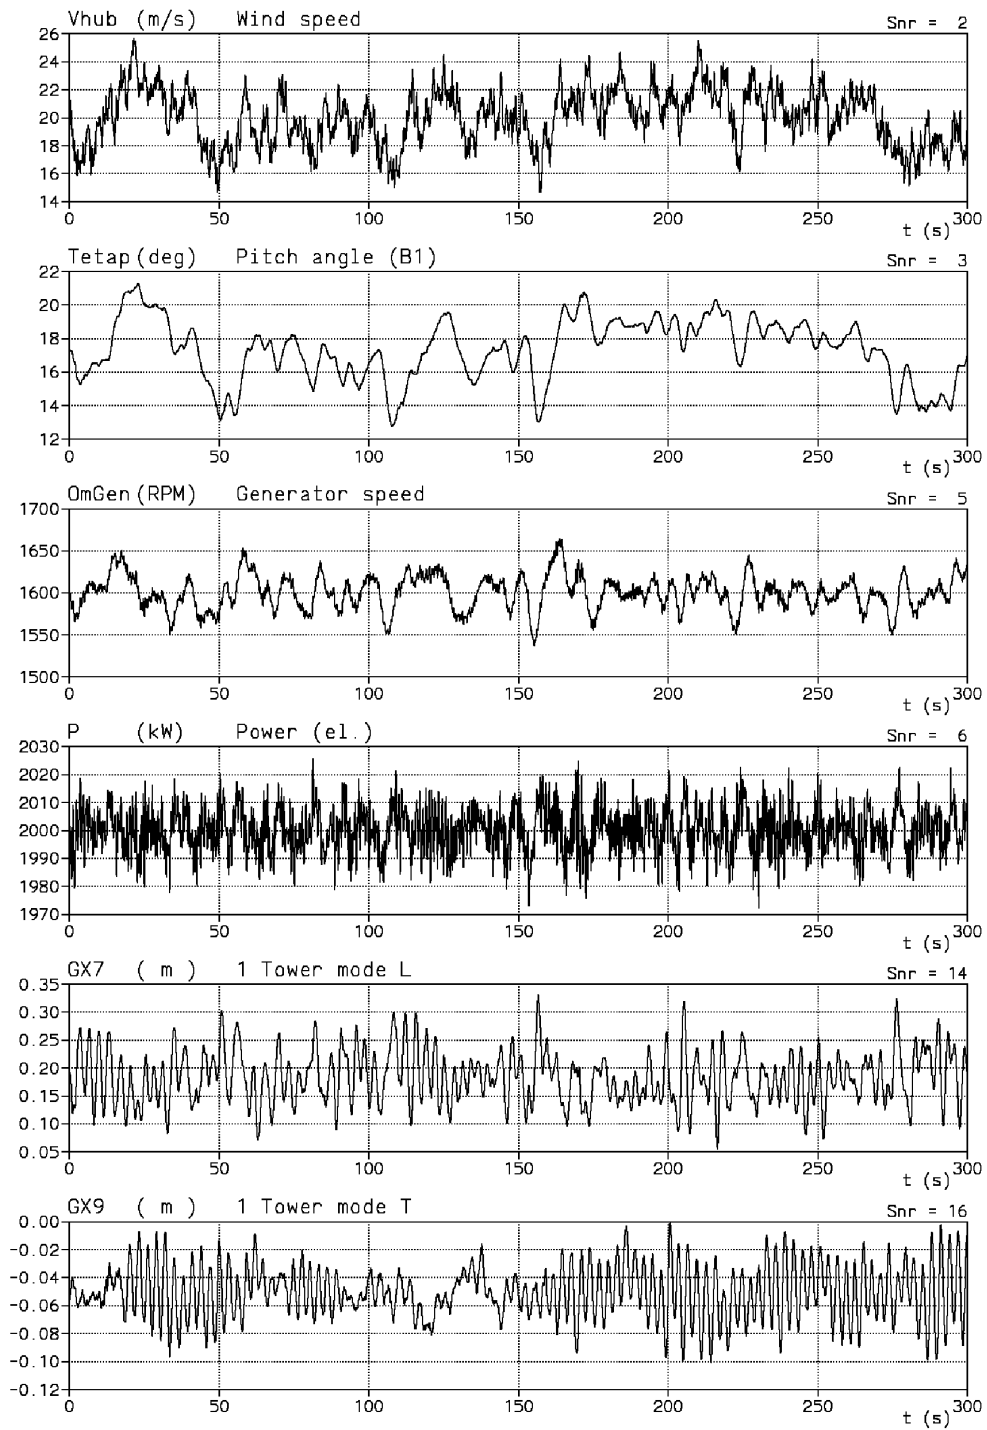 Vhub (m/s) Wind speed Snr = 2
26
24
22
20
18
16
14
0 50 100 150 200 250 300
t (s)
Tetap (deg) Pitch angle (B1) Snr = 3
22
20
18
16
14
12
0 50 100 150 200 250 300
t (s)
OmGen (RPM) Generator speed Snr = 5
1700
1650
1600
1550
1500
0 50 100 150 200 250 300
t (s)
P (kW) Power (el.) Snr = 6
2030
2020
2010
2000
1990
1980
1970
0 50 100 150 200 250 300
t (s)
GX7 ( m ) 1 Tower mode L Snr = 14
0.35
0.30
0.25
0.20
0.15
0.10
0.05
0 50 100 150 200 250 300
t (s)
GX9 ( m ) 1 Tower mode T Snr = 16
0.00
-0.02
-0.04
-0.06
-0.08
-0.10
-0.12
0 50 100 150 200 250 300
t (s)